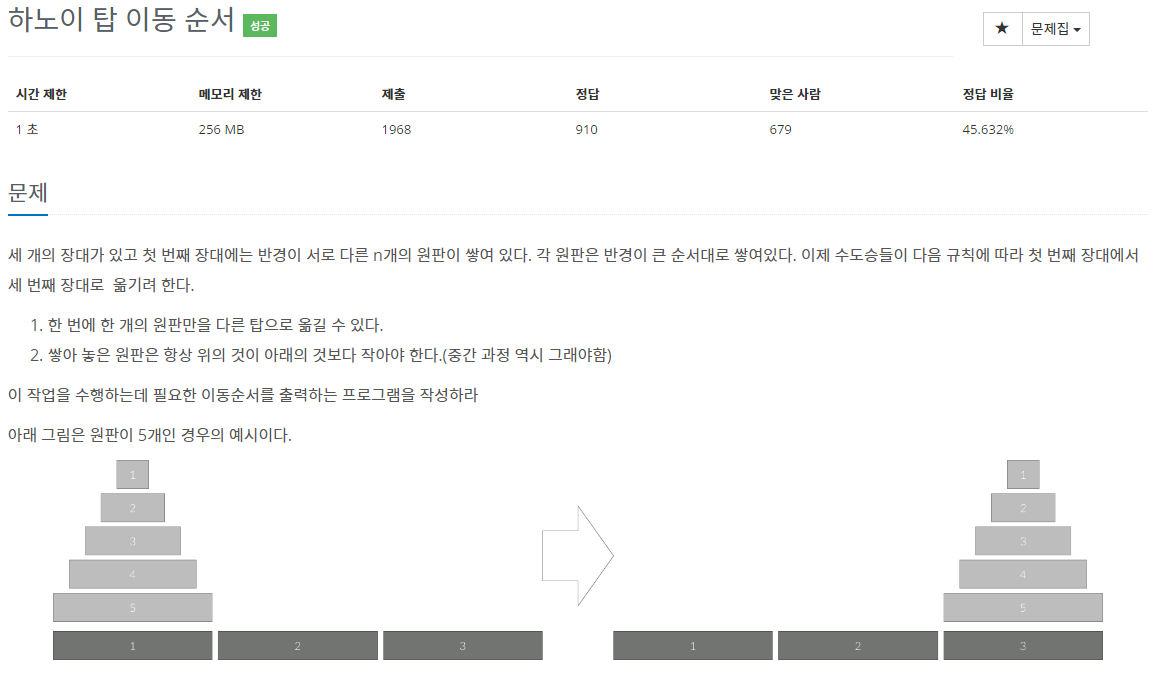 하노이 탑 이동 순서 성공
★ 문제집
시간 제한 메모리 제한 제출 정답 맞은 사람 정답 비율
1 초 256 MB 1968 910 679 45.632%
문제
세 개의 장대가 있고 첫 번째 장대에는 반경이 서로 다른 n개의 원판이 쌓여 있다. 각 원판은 반경이 큰 순서대로 쌓여있다. 이제 수도승들이 다음 규칙에 따라 첫 번째 장대에서
세 번째 장대로 옮기려 한다.
1. 한 번에 한 개의 원판만을 다른 탑으로 옮길 수 있다.
2. 쌓아 놓은 원판은 항상 위의 것이 아래의 것보다 작아야 한다.(중간 과정 역시 그래야함)
이 작업을 수행하는데 필요한 이동순서를 출력하는 프로그램을 작성하라
아래 그림은 원판이 5개인 경우의 예시이다.
1 1
2 2
3 3
4 4
5 5
1 2 3 1 2 3